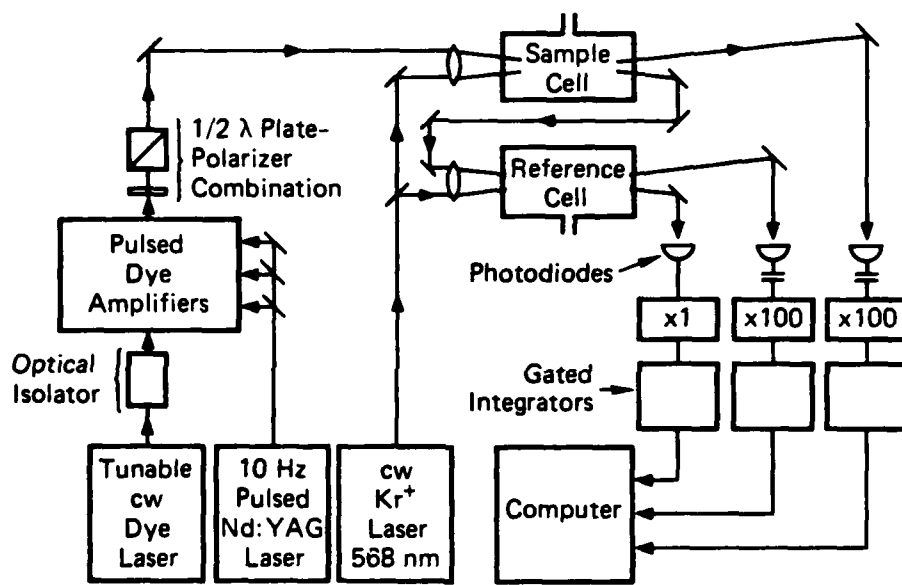 Sample
Cell
1/2 λ Plate-
Polarizer
Combination
Reference
Cell
Pulsed
Dye
Amplifiers
Photodiodes
x1
x100
x100
Optical
Isolator
Gated
Integrators
Tunable
cw
Dye
Laser
10 Hz
Pulsed
Nd:YAG
Laser
cw
Kr⁺
Laser
568 nm
Computer